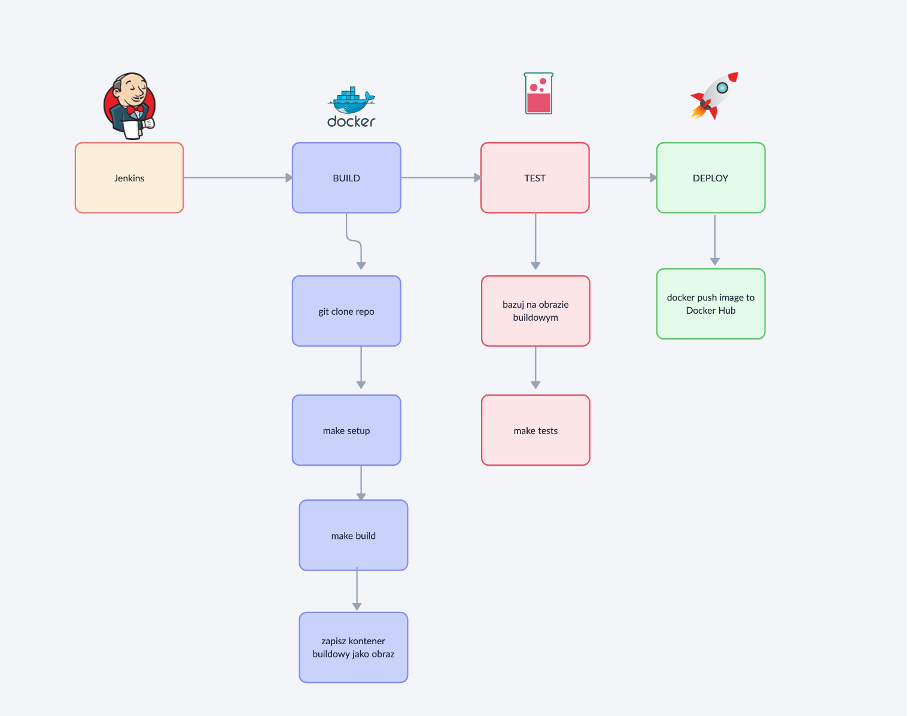 docker
Jenkins
BUILD
TEST
DEPLOY
git clone repo
bazuj na obrazie
buildowym
docker push image to
Docker Hub
make setup
make tests
make build
zapisz kontener
buildowy jako obraz